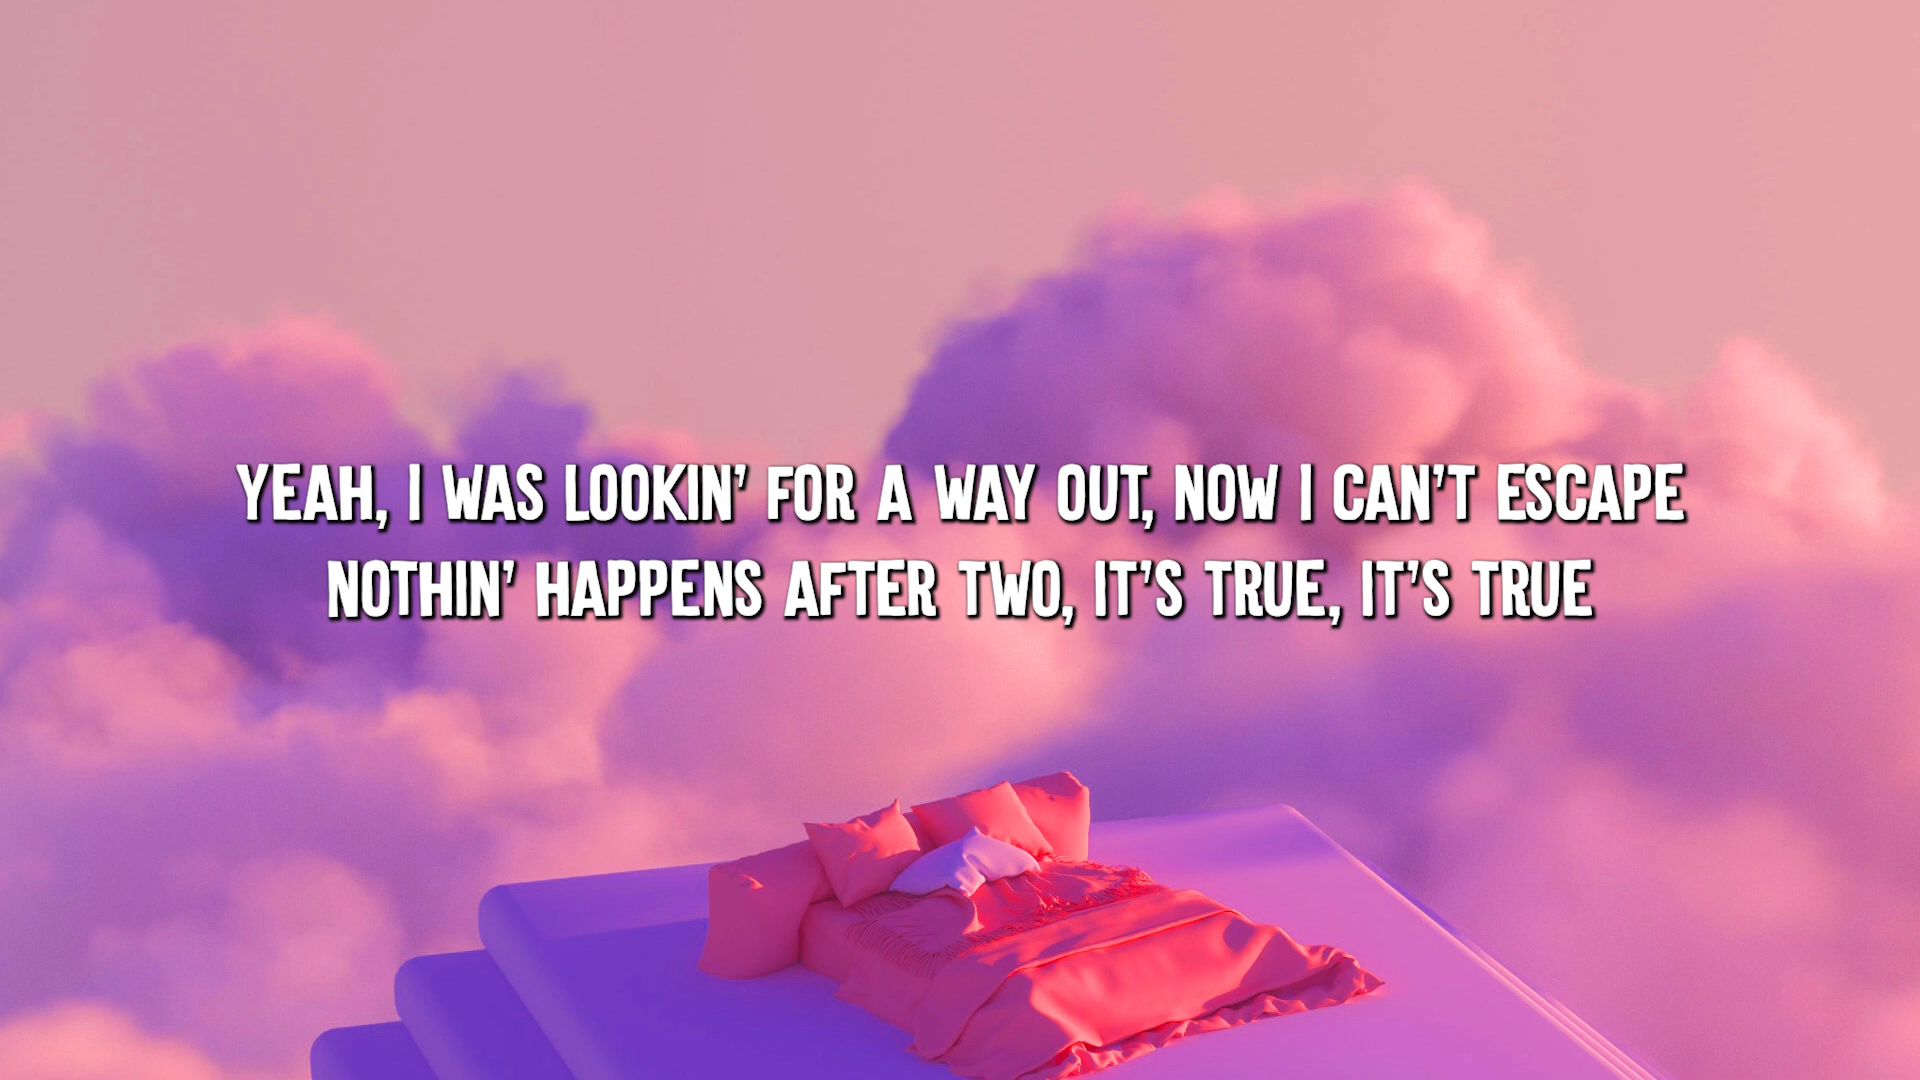 YEAH, I WAS LOOKIN' FOR A WAY OUT, NOW I CAN'T ESCAPE
NOTHIN' HAPPENS AFTER TWO, IT'S TRUE, IT'S TRUE